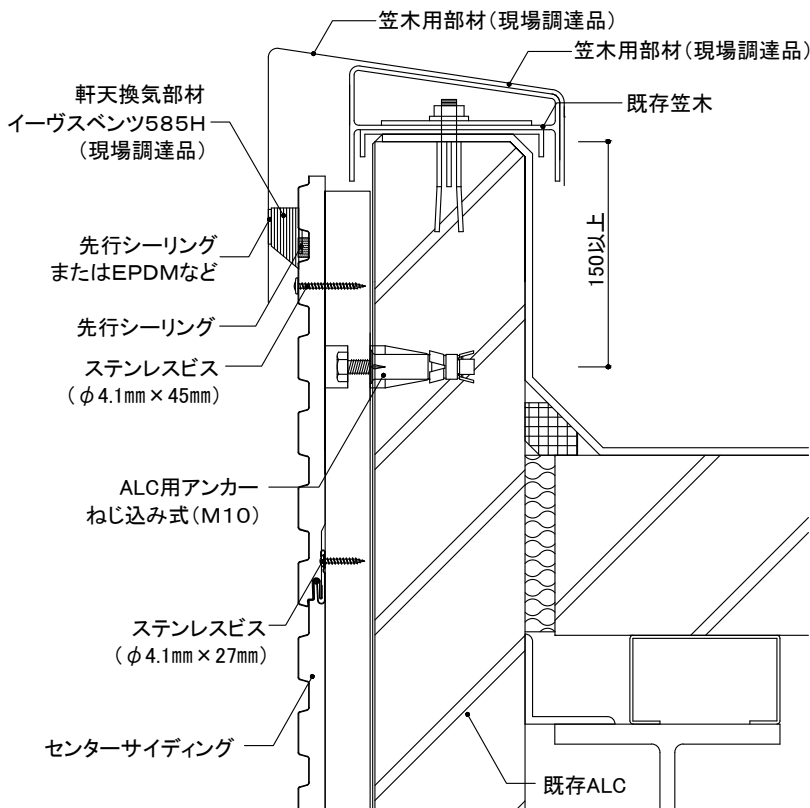 笠木用部材(現場調達品)
笠木用部材(現場調達品)
軒天換気部材
イーヴスベンツ585H
(現場調達品)
既存笠木
先行シーリング
またはEPDMなど
150以上
先行シーリング
ステンレスビス
(φ4.1mm×45mm)
ALC用アンカー
ねじ込み式(M10)
ステンレスビス
(φ4.1mm×27mm)
センターサイディング
既存ALC